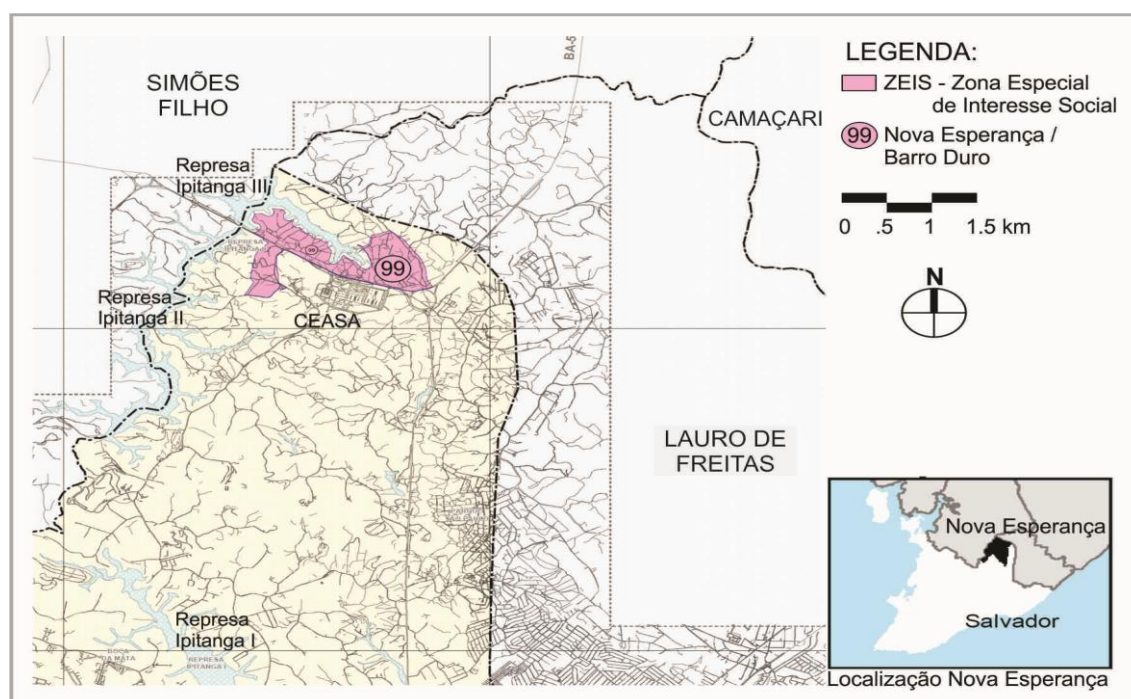 SIMÕES
FILHO
BA-5
CAMAÇARI
Represa
Ipitanga III
99
Represa
Ipitanga II
CEASA
LAURO DE
FREITAS
Represa
Ipitanga I
LEGENDA:
ZEIS - Zona Especial
de Interesse Social
99 Nova Esperança /
Barro Duro
0 .5 1 1.5 km
N
Nova Esperança
Salvador
Localização Nova Esperança